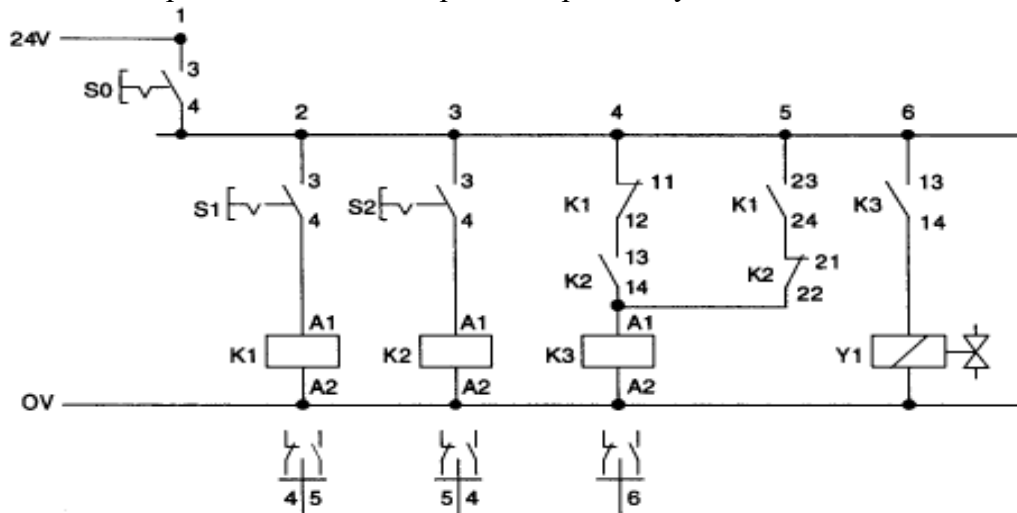 1
24V
3
S0
4
2 3 4 5 6
3 3 11 23 13
S1 S2 K1 K1 K3
4 4 12 24 14
13 21
K2 K2
14 22
A1 A1 A1
K1 K2 K3 Y1
A2 A2 A2
0V
4 5 5 4 6